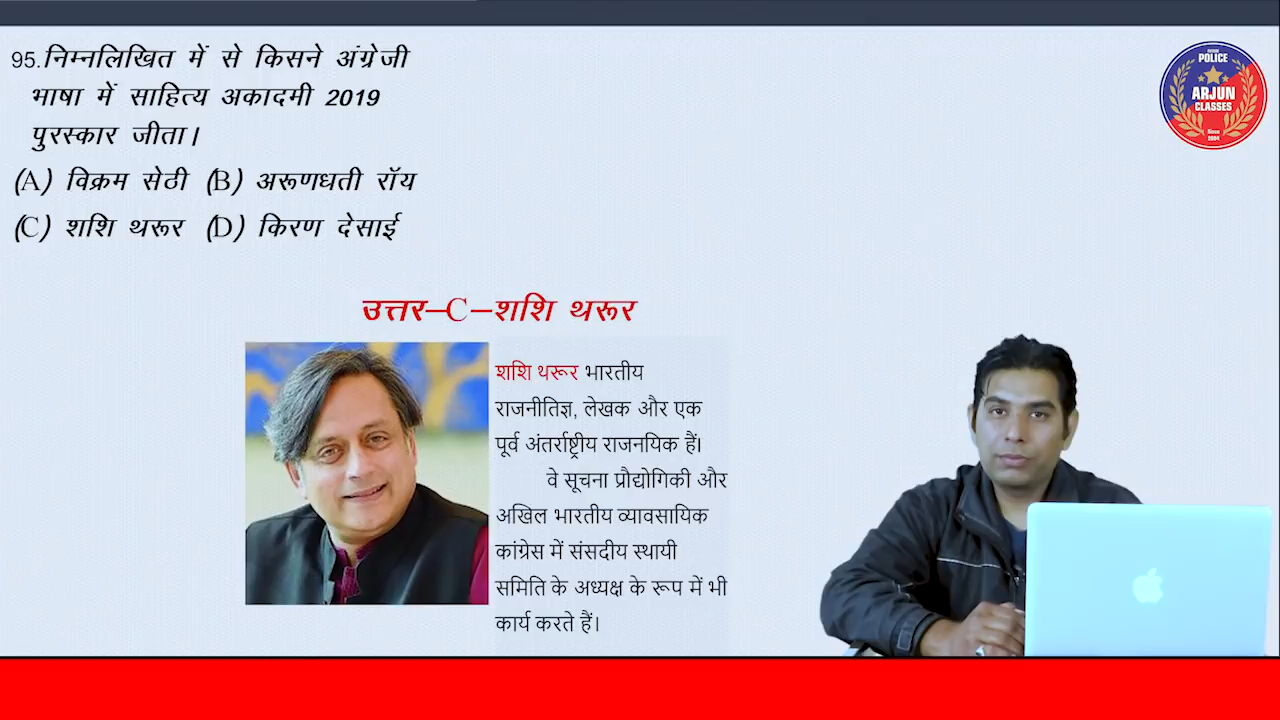 95.निम्नलिखित में से किसने अंग्रेजी
भाषा में साहित्य अकादमी 2019
पुरस्कार जीता।
(A) विक्रम सेठी (B) अरूणधती रॉय
(C) शशि थरूर (D) किरण देसाई
उत्तर–C–शशि थरूर
शशि थरूर भारतीय
राजनीतिज्ञ, लेखक और एक
पूर्व अंतर्राष्ट्रीय राजनयिक हैं।
वे सूचना प्रौद्योगिकी और
अखिल भारतीय व्यावसायिक
कांग्रेस में संसदीय स्थायी
समिति के अध्यक्ष के रूप में भी
कार्य करते हैं।
POLICE
ARJUN
CLASSES
Since
2004